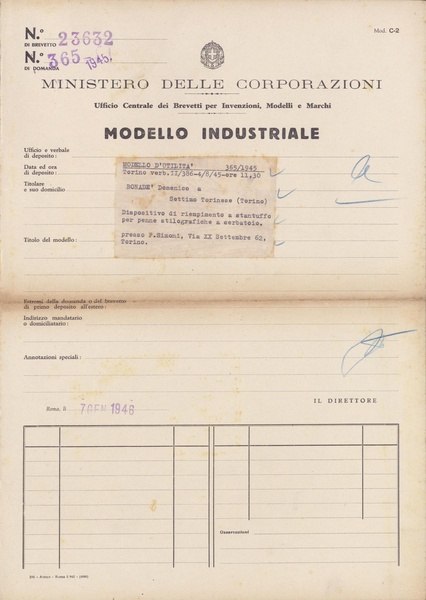 Mod. C-2
N.° 23632
DI BREVETTO
N.° 365 1945
DI DOMANDA
MINISTERO DELLE CORPORAZIONI
Ufficio Centrale dei Brevetti per Invenzioni, Modelli e Marchi
MODELLO INDUSTRIALE
Ufficio e verbale
di deposito:
Data ed ora
di deposito:
MODELLO D'UTILITA' 365/1945
Torino verb.II/386-4/8/45-ore 11,30
Titolare
e suo domicilio
BONADE' Domenico a
Settimo Torinese (Torino)
Dispositivo di riempimento a stantuffo
per penne stilografiche a serbatoio.
Titolo del modello:
presso F.Simoni, Via XX Settembre 62,
Torino.
Estremi della domanda o del brevetto
di primo deposito all'estero:
Indirizzo mandatario
o domiciliatario:
Annotazioni speciali:
IL DIRETTORE
Roma, li 7 GEN 1946
Osservazioni